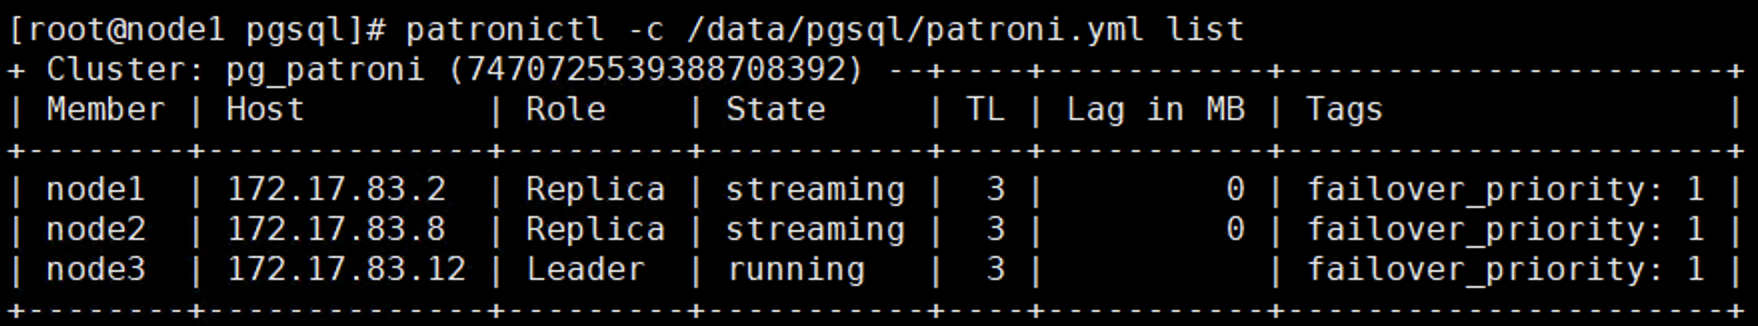 [root@node1 pgsql]# patronictl -c /data/pgsql/patroni.yml list
+ Cluster: pg_patroni (7470725539388708392) --+----+-----------+----------------------+
| Member | Host         | Role    | State     | TL | Lag in MB | Tags                 |
+--------+--------------+---------+-----------+----+-----------+----------------------+
| node1  | 172.17.83.2  | Replica | streaming |  3 |         0 | failover_priority: 1 |
| node2  | 172.17.83.8  | Replica | streaming |  3 |         0 | failover_priority: 1 |
| node3  | 172.17.83.12 | Leader  | running   |  3 |           | failover_priority: 1 |
+--------+--------------+---------+-----------+----+-----------+----------------------+